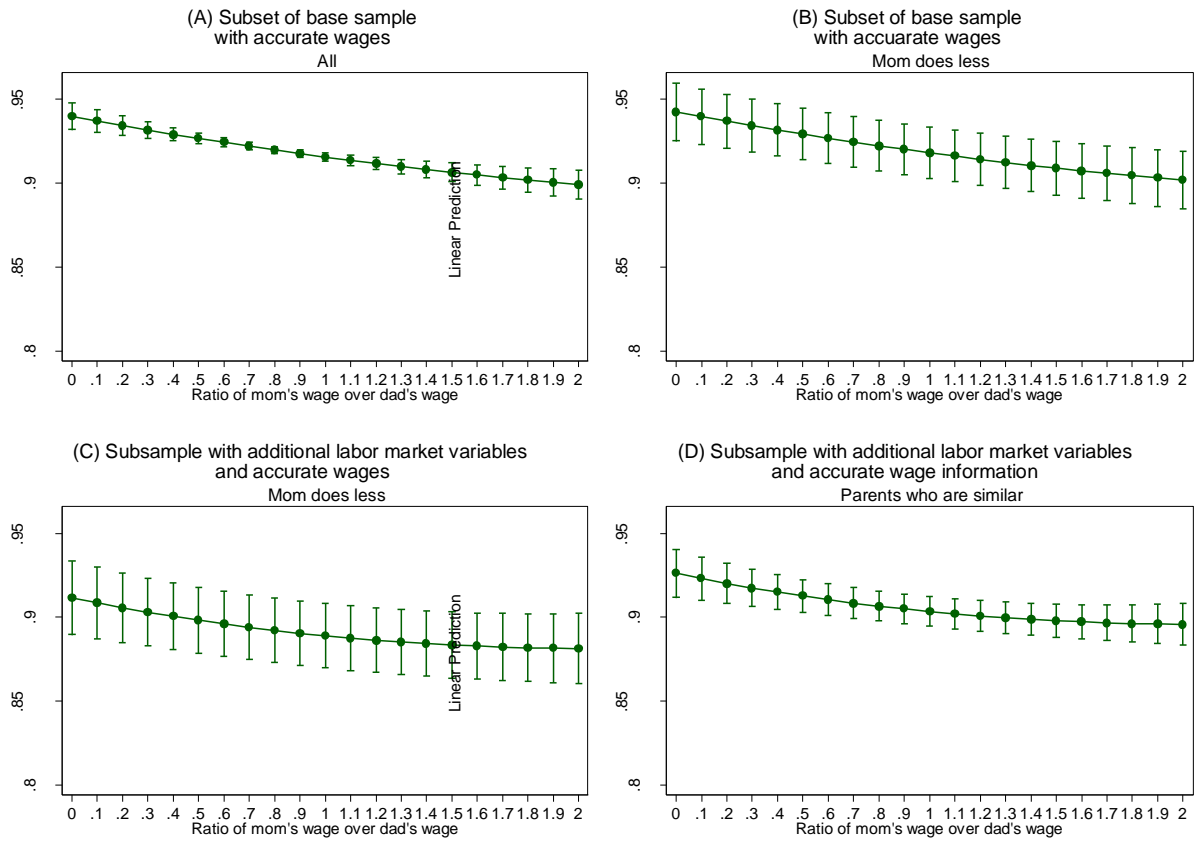 (A) Subset of base sample
with accurate wages
All
.95
.9
.85
.8
Linear Prediction
0 .1 .2 .3 .4 .5 .6 .7 .8 .9 1 1.1 1.2 1.3 1.4 1.5 1.6 1.7 1.8 1.9 2
Ratio of mom's wage over dad's wage
(B) Subset of base sample
with accuarate wages
Mom does less
.95
.9
.85
.8
0 .1 .2 .3 .4 .5 .6 .7 .8 .9 1 1.1 1.2 1.3 1.4 1.5 1.6 1.7 1.8 1.9 2
Ratio of mom's wage over dad's wage
(C) Subsample with additional labor market variables
and accurate wages
Mom does less
.95
.9
.85
.8
Linear Prediction
0 .1 .2 .3 .4 .5 .6 .7 .8 .9 1 1.1 1.2 1.3 1.4 1.5 1.6 1.7 1.8 1.9 2
Ratio of mom's wage over dad's wage
(D) Subsample with additional labor market variables
and accurate wage information
Parents who are similar
.95
.9
.85
.8
0 .1 .2 .3 .4 .5 .6 .7 .8 .9 1 1.1 1.2 1.3 1.4 1.5 1.6 1.7 1.8 1.9 2
Ratio of mom's wage over dad's wage